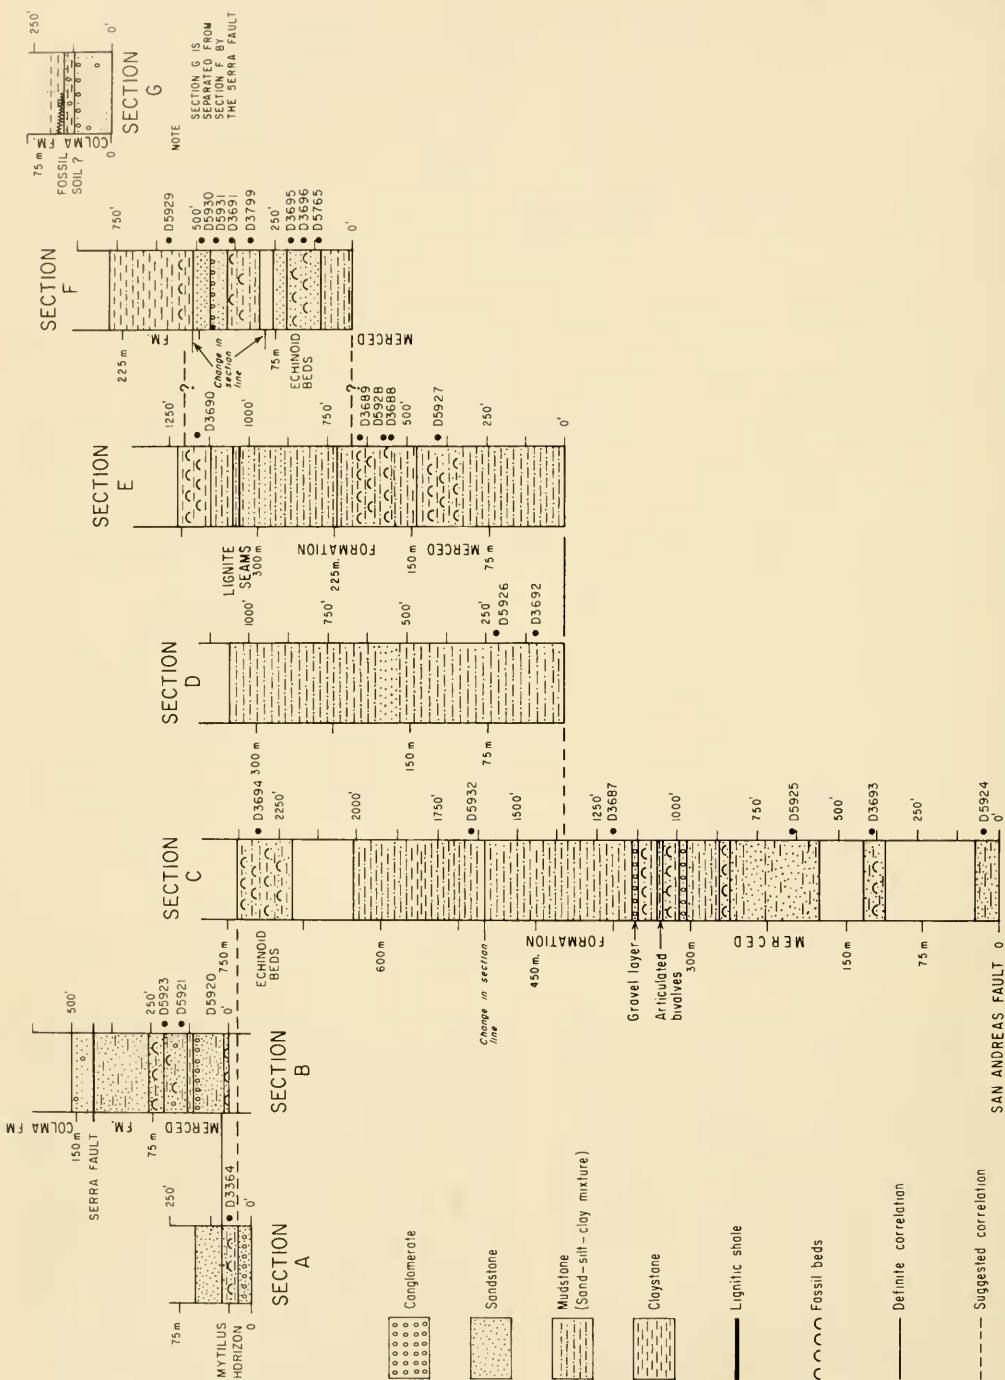 SECTION
G
250'
0'
75 m
0
COLMA FM.
FOSSIL
SOIL ?
NOTE
SECTION G IS
SEPARATED FROM
SECTION F BY
THE SERRA FAULT
SECTION
F
750'
D5929
500'
D5930
D5931
D3691
D3799
250'
D3695
D3696
D5765
0'
225 m
FM.
Change in
section
line
75 m
ECHINOID
BEDS
MERCED
SECTION
E
1250'
?
D3690
1000'
750'
?
D3689
D5928
D3688
500'
D5927
250'
0'
LIGNITE
SEAMS
300 m
225m.
FORMATION
150 m
MERCED
75 m
SECTION
D
1000'
750'
500'
250'
D5926
D3692
300 m
150 m
75 m
SECTION
C
D3694
2250'
2000'
1750'
D5932
1500'
1250'
D3687
1000'
750'
D5925
500'
D3693
250'
D5924
0'
750 m
ECHINOID
BEDS
600 m
Change in section
line
450 m.
FORMATION
Gravel layer
Articulated
bivalves
300 m
MERCED
150 m
75 m
SAN ANDREAS FAULT 0
SECTION
B
500'
250'
D5923
D5921
D5920
0'
COLMA FM
150 m
SERRA FAULT
FM.
75 m
MERCED
SECTION
A
250'
D3364
0'
75 m
MYTILUS
HORIZON
0
Conglomerate
Sandstone
Mudstone
(Sand-silt-clay mixture)
Claystone
Lignitic shale
Fossil beds
Definite correlation
Suggested correlation